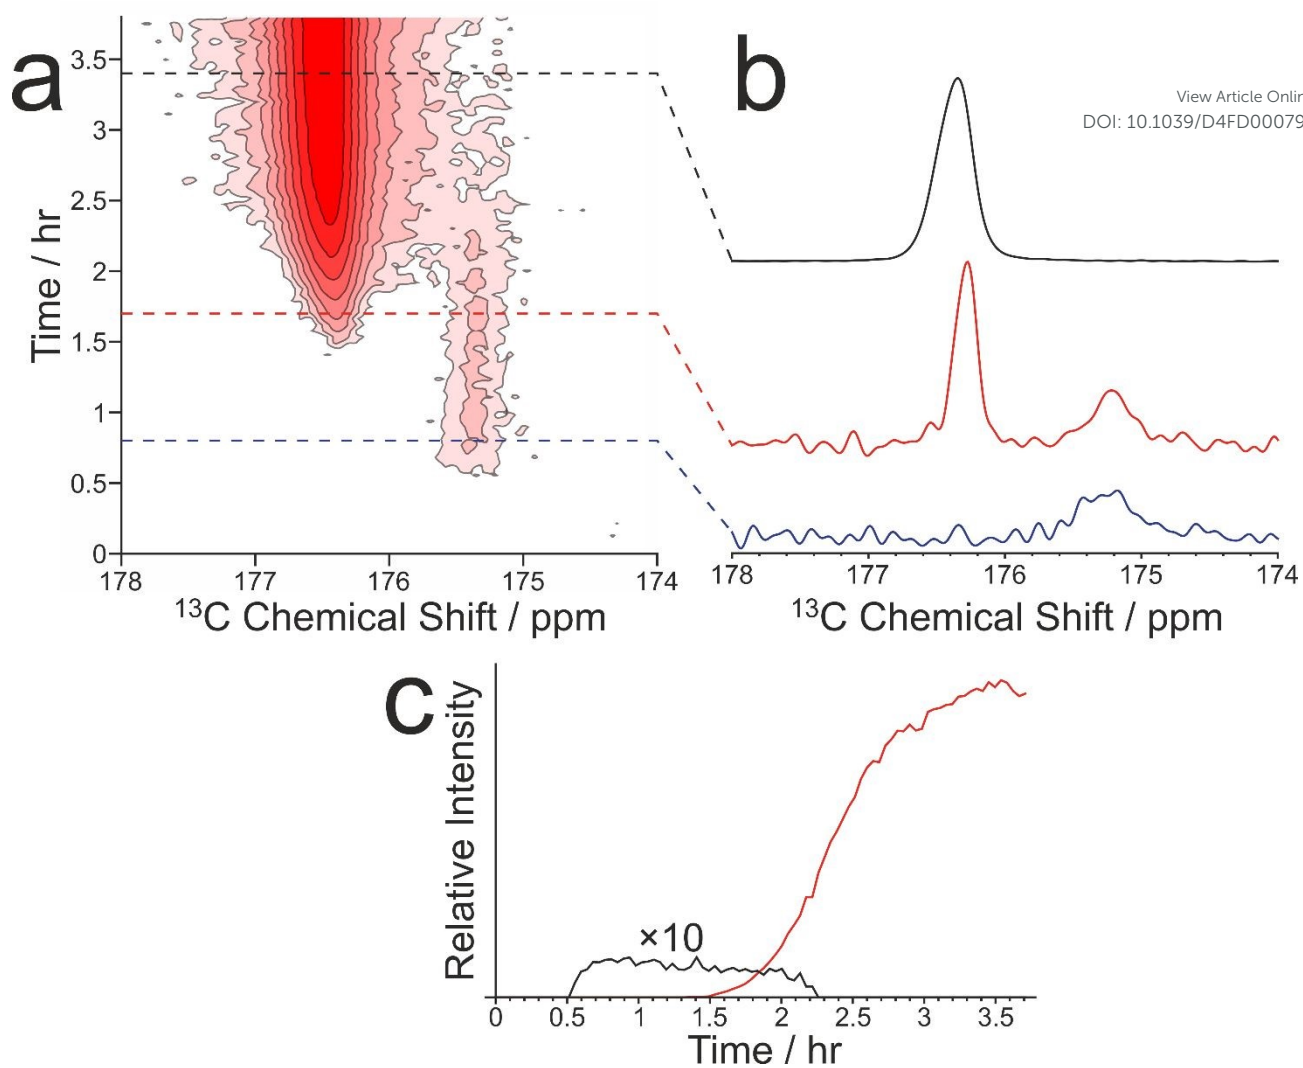 a
b
View Article Onlin
DOI: 10.1039/D4FD00079
3.5
3
2.5
2
1.5
1
0.5
0
Time / hr
178 177 176 175 174
178 177 176 175 174
13C Chemical Shift / ppm
13C Chemical Shift / ppm
c
Relative Intensity
×10
0 0.5 1 1.5 2 2.5 3 3.5
Time / hr